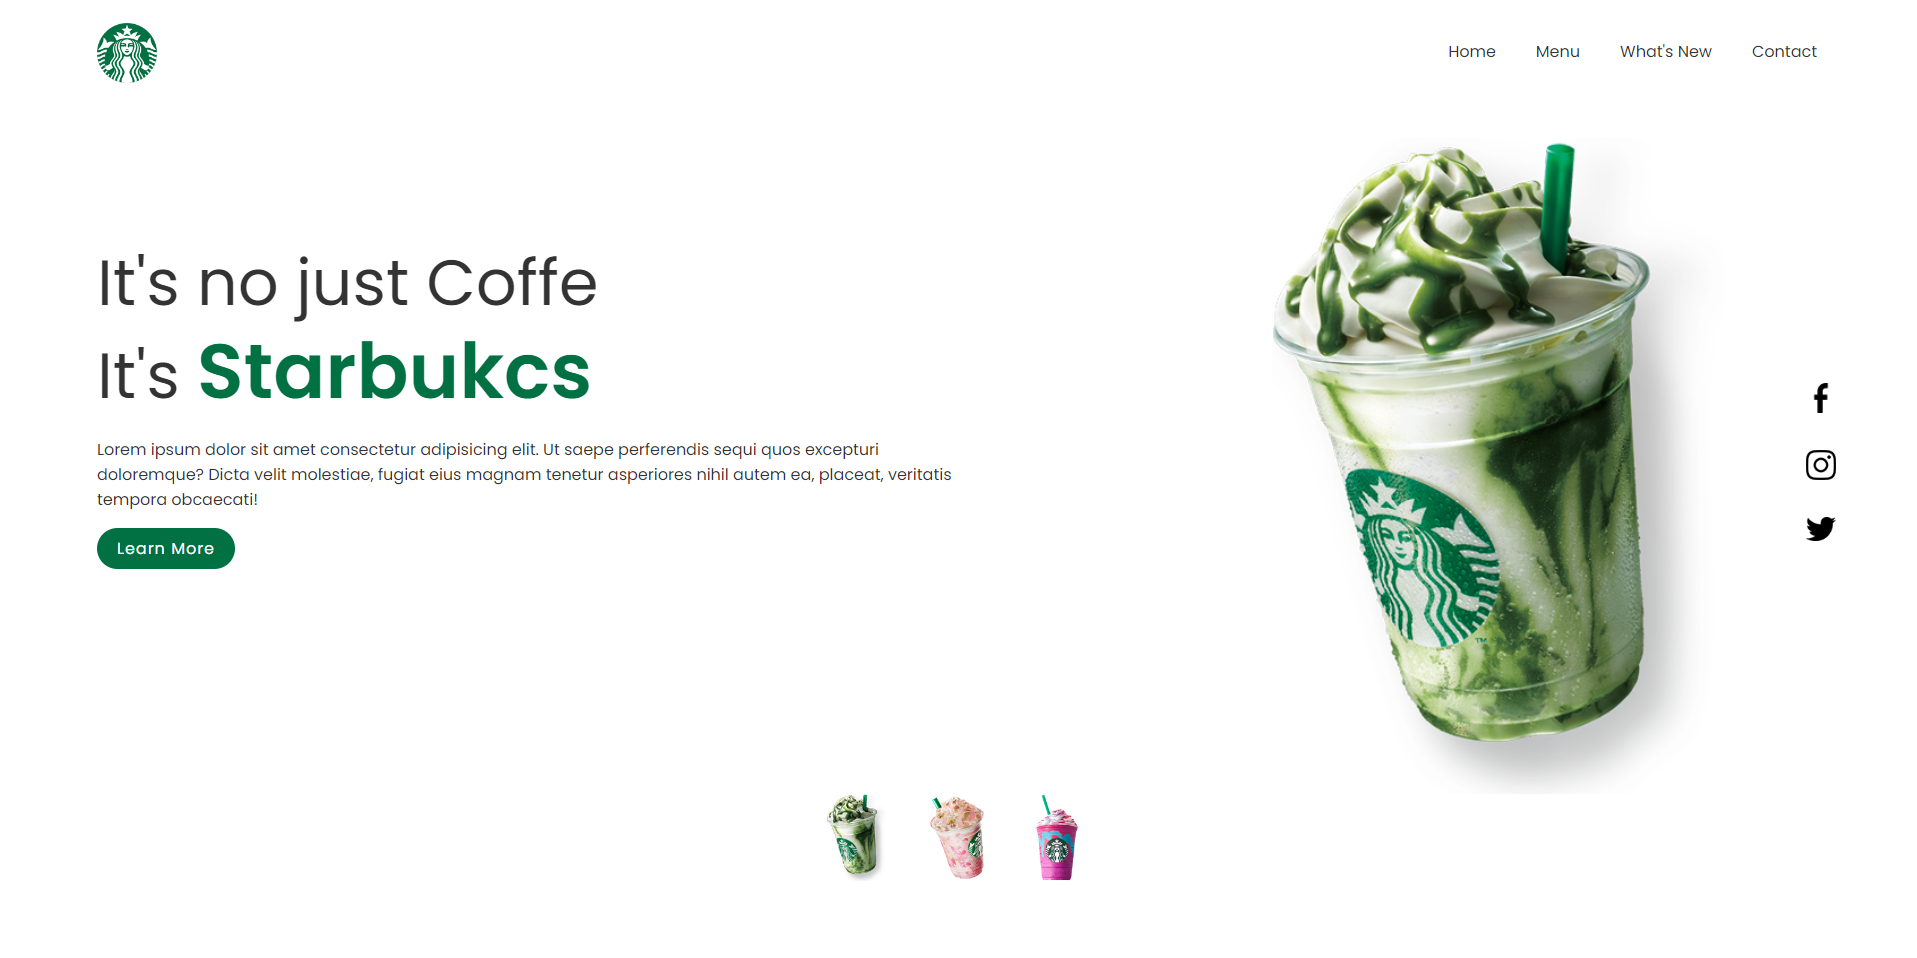 Home Menu What's New Contact
It's no just Coffe
It's Starbukcs
Lorem ipsum dolor sit amet consectetur adipisicing elit. Ut saepe perferendis sequi quos excepturi
doloremque? Dicta velit molestiae, fugiat eius magnam tenetur asperiores nihil autem ea, placeat, veritatis
tempora obcaecati!
Learn More
TM